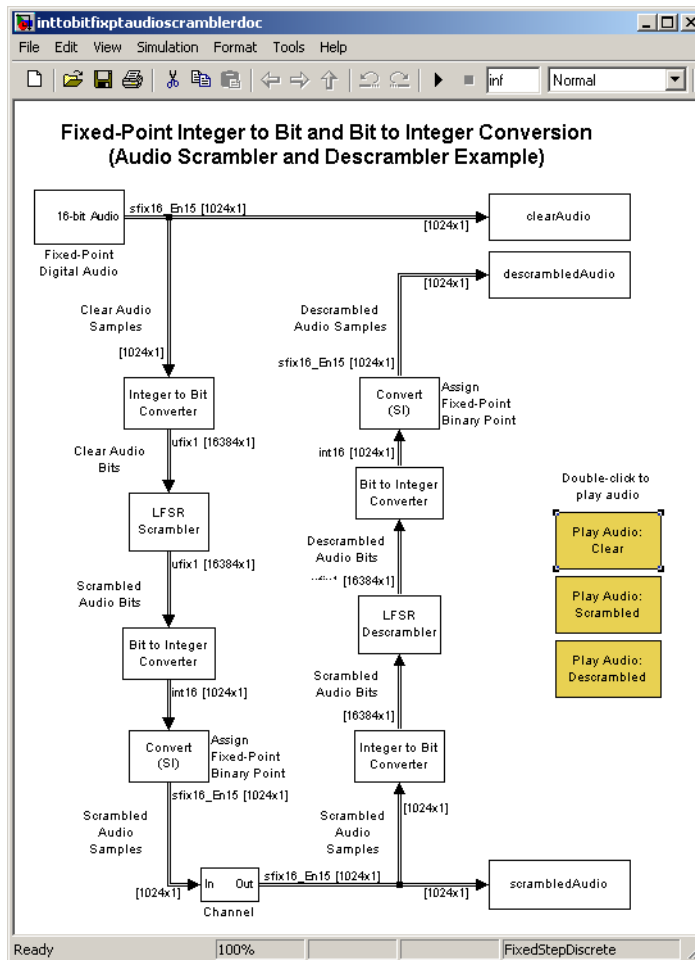 inttobitfixptaudioscramblerdoc
File Edit View Simulation Format Tools Help
inf Normal
Fixed-Point Integer to Bit and Bit to Integer Conversion
(Audio Scrambler and Descrambler Example)
16-bit Audio
sfix16_En15 [1024x1]
[1024x1]
clearAudio
Fixed-Point
Digital Audio
[1024x1]
descrambledAudio
Clear Audio
Samples
[1024x1]
Descrambled
Audio Samples
sfix16_En15 [1024x1]
Integer to Bit
Converter
Convert
(SI)
Assign
Fixed-Point
Binary Point
ufix1 [16384x1]
int16 [1024x1]
Clear Audio
Bits
Bit to Integer
Converter
Double-click to
play audio
LFSR
Scrambler
Play Audio:
Clear
Descrambled
Audio Bits
ufix1 [16384x1]
[16384x1]
Scrambled
Audio Bits
LFSR
Descrambler
Play Audio:
Scrambled
Bit to Integer
Converter
Play Audio:
Descrambled
Scrambled
Audio Bits
int16 [1024x1]
[16384x1]
Convert
(SI)
Assign
Fixed-Point
Binary Point
Integer to Bit
Converter
sfix16_En15 [1024x1]
[1024x1]
Scrambled
Audio
Samples
Scrambled
Audio
Samples
[1024x1]
In Out
Channel
sfix16_En15 [1024x1]
[1024x1]
scrambledAudio
Ready 100% FixedStepDiscrete